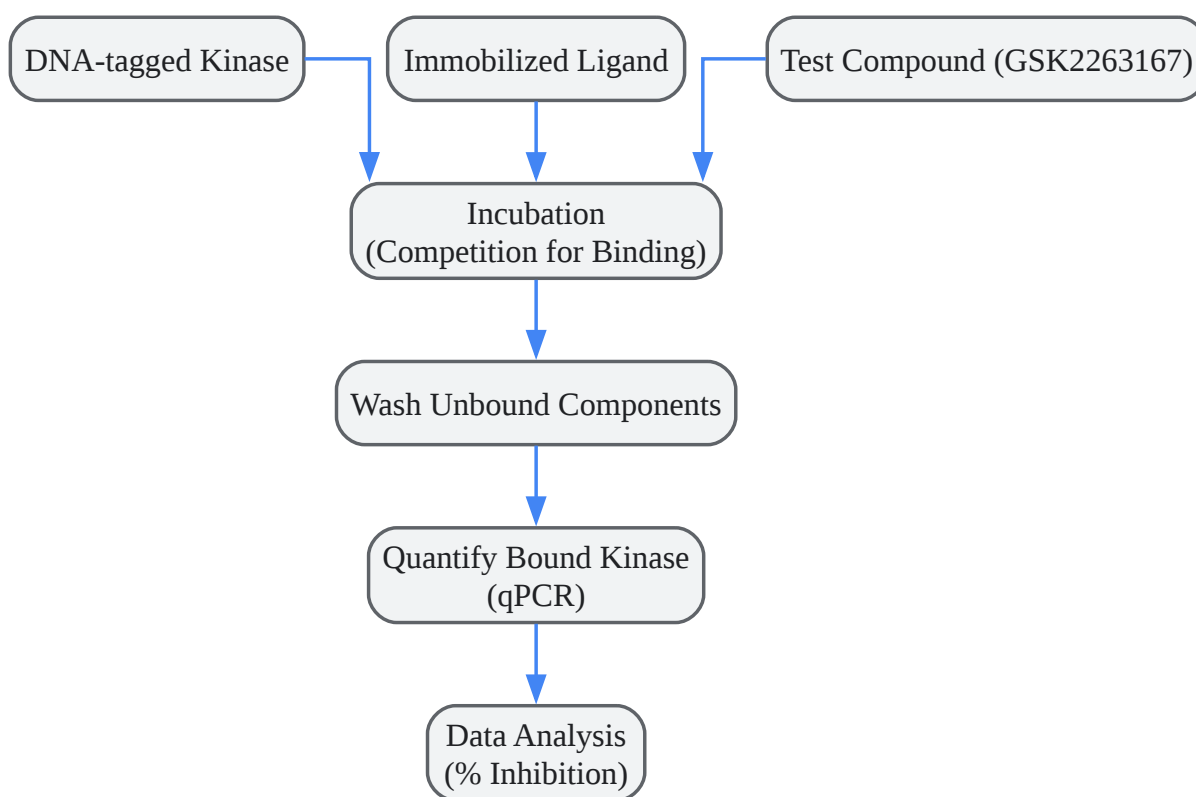 DNA-tagged Kinase
Immobilized Ligand
Test Compound (GSK2263167)
Incubation
(Competition for Binding)
Wash Unbound Components
Quantify Bound Kinase
(qPCR)
Data Analysis
(% Inhibition)